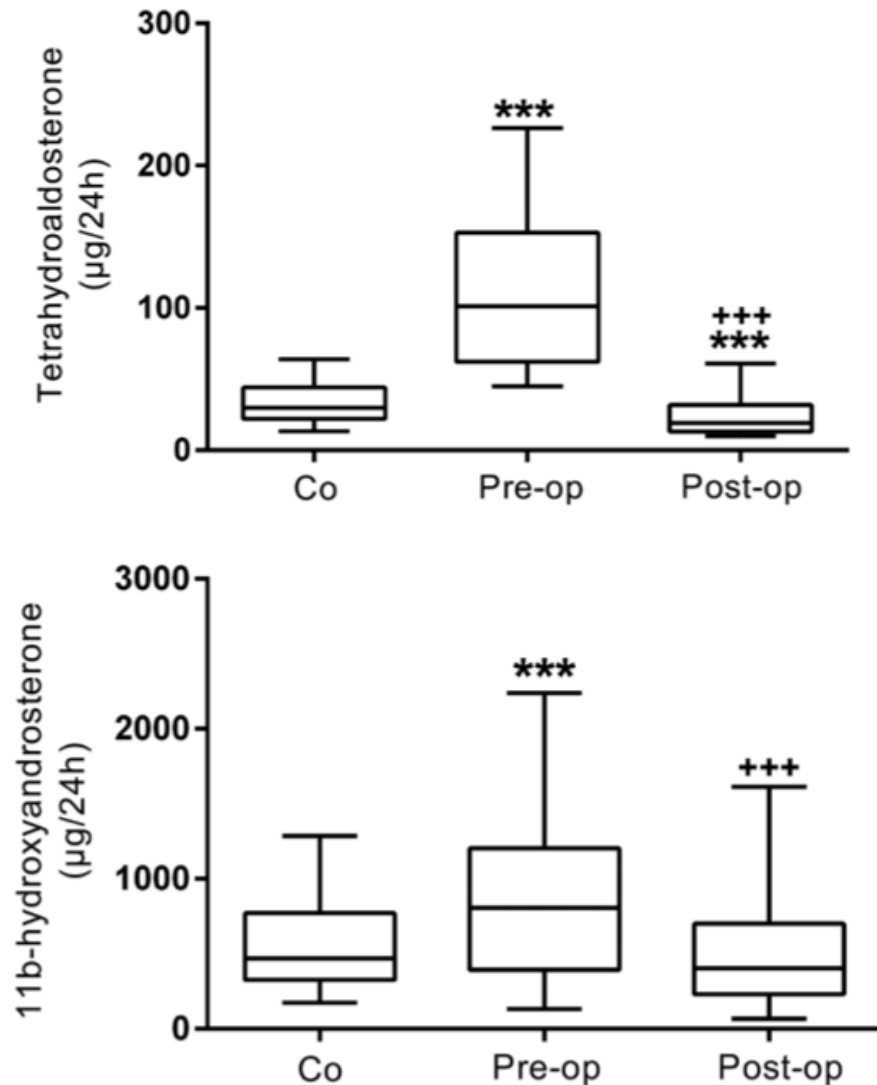 Tetrahydroaldosterone
(µg/24h)
300
200
100
0
***
+++
***
Co
Pre-op
Post-op
11b-hydroxyandrosterone
(µg/24h)
3000
2000
1000
0
***
+++
Co
Pre-op
Post-op